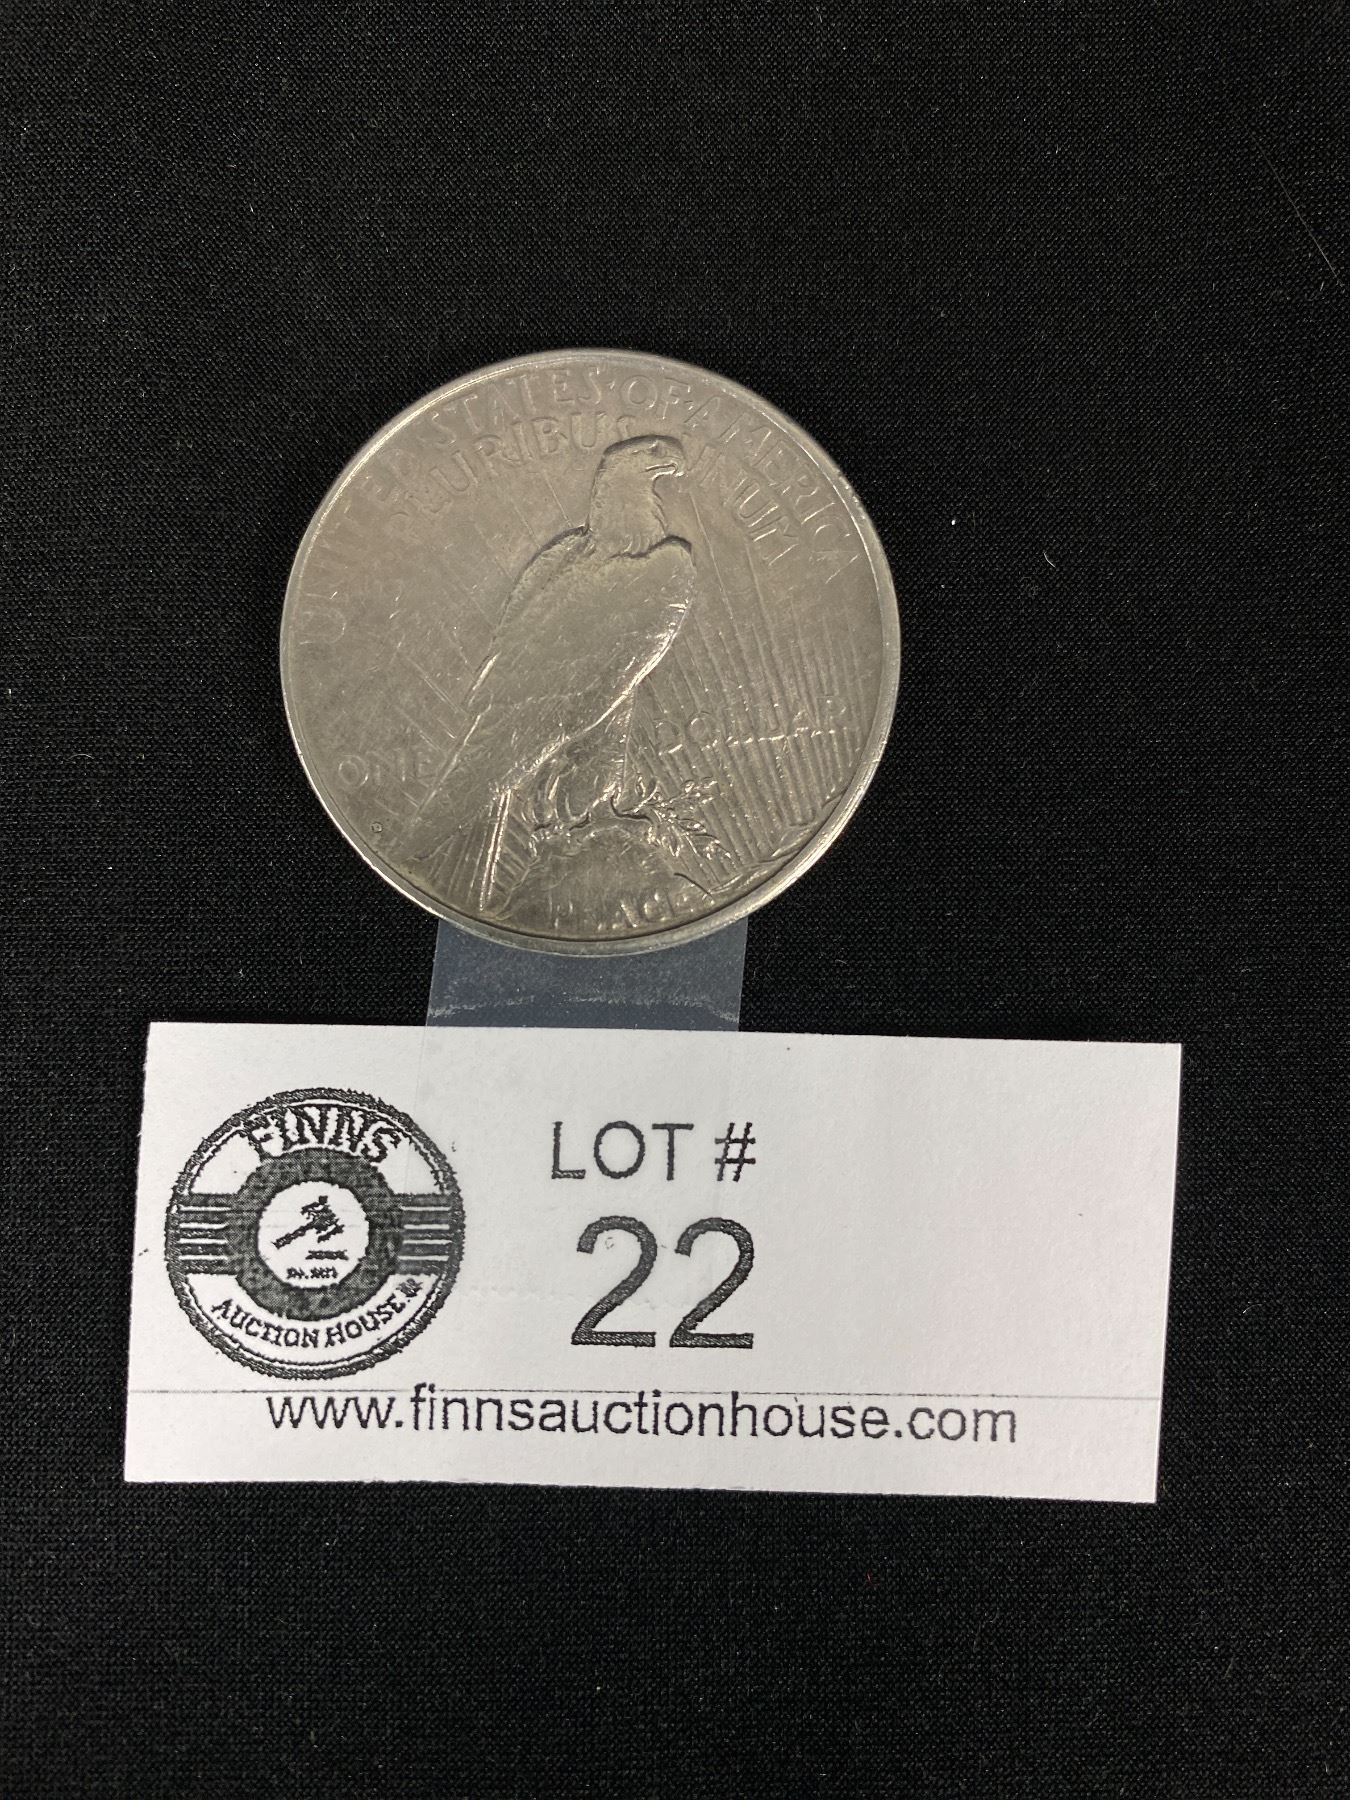 UNITED·STATES·OF·AMERICA
PLURIBUS UNUM
ONE DOLLAR
PEACE
LOT #
22
FINNS
AUCTION HOUSE
www.finnsauctionhouse.com